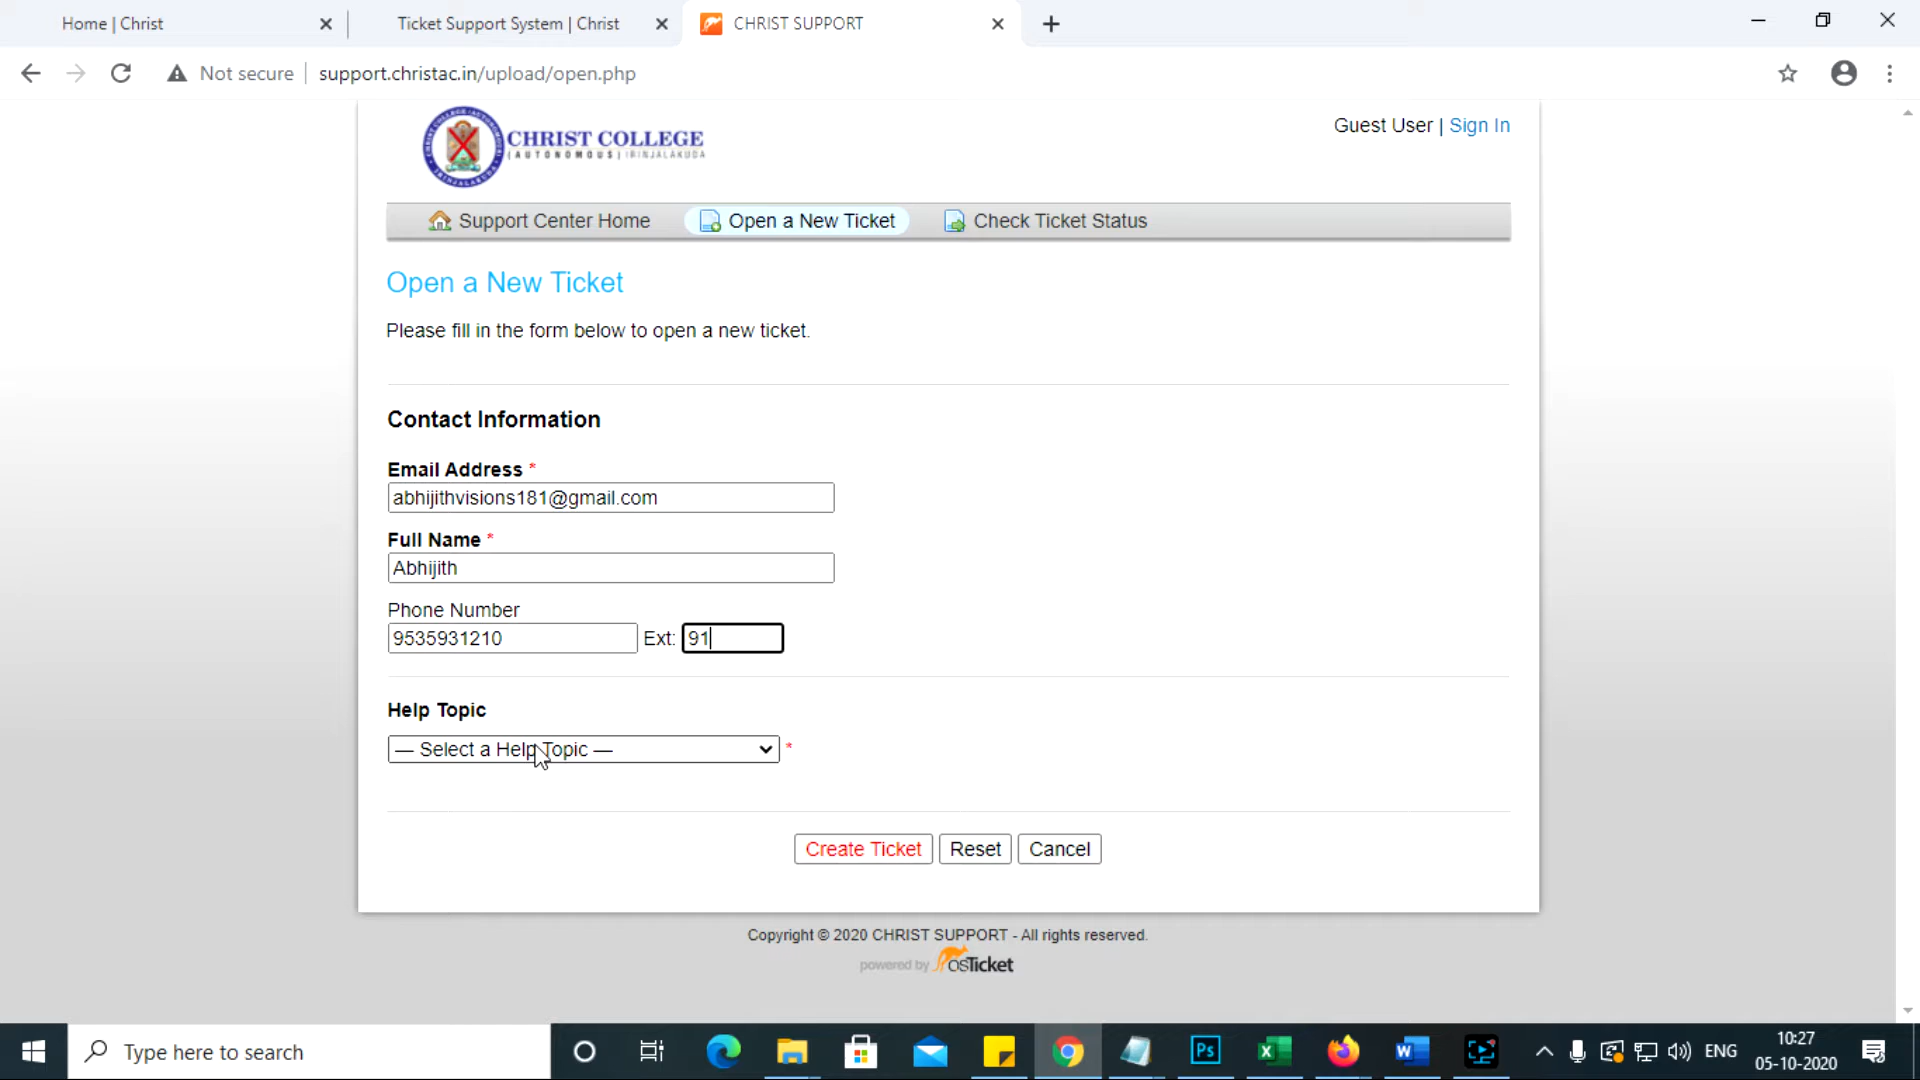 Home | Christ
Ticket Support System | Christ
CHRIST SUPPORT
Not secure
support.christac.in/upload/open.php
CHRIST COLLEGE
(AUTONOMOUS) IRINJALAKUDA
Guest User | Sign In
Support Center Home
Open a New Ticket
Check Ticket Status
Open a New Ticket
Please fill in the form below to open a new ticket.
Contact Information
Email Address *
abhijithvisions181@gmail.com
Full Name *
Abhijith
Phone Number
9535931210 Ext: 91
Help Topic
— Select a Help Topic — *
Create Ticket
Reset
Cancel
Copyright © 2020 CHRIST SUPPORT - All rights reserved.
powered by osTicket
Type here to search
Ps
ENG
10:27
05-10-2020